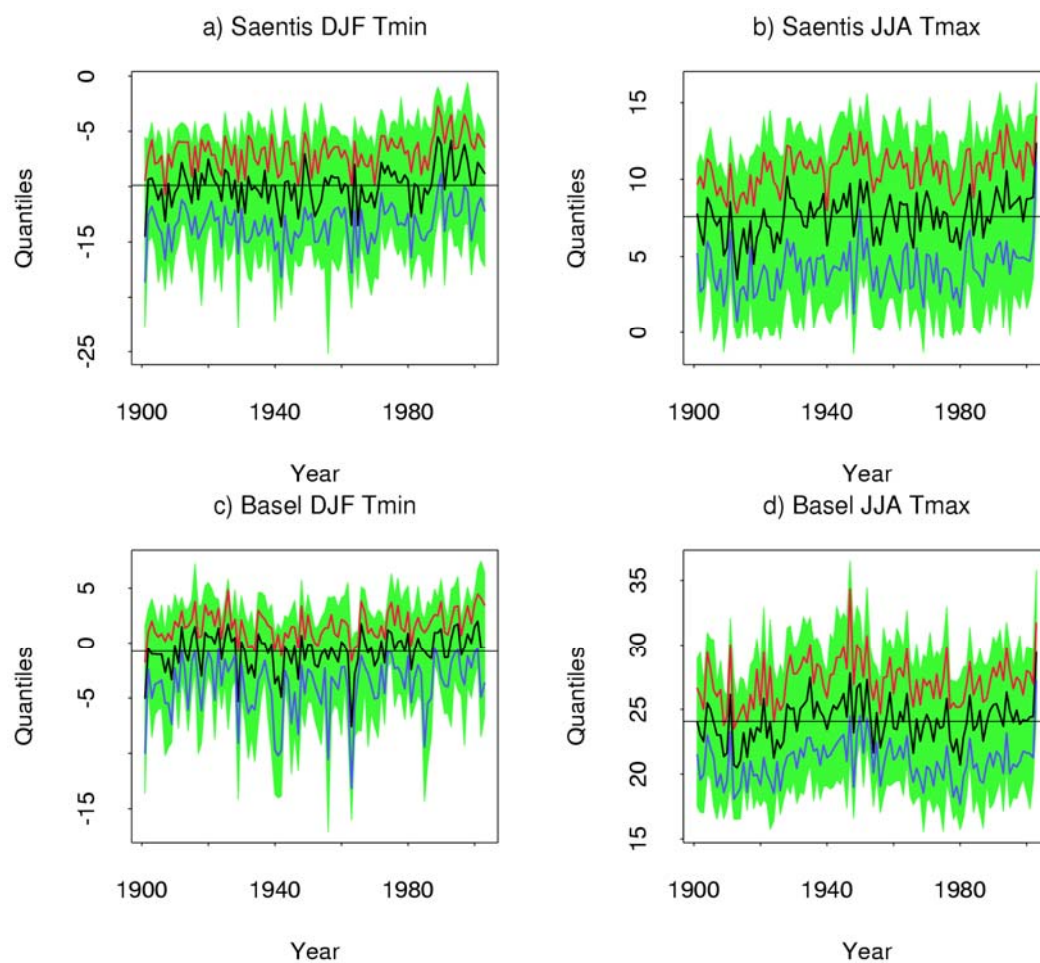 a) Saentis DJF Tmin
Quantiles
0
-5
-15
-25
1900
1940
1980
Year
b) Saentis JJA Tmax
Quantiles
15
10
5
0
1900
1940
1980
Year
c) Basel DJF Tmin
Quantiles
5
0
-5
-15
1900
1940
1980
Year
d) Basel JJA Tmax
Quantiles
35
30
25
20
15
1900
1940
1980
Year